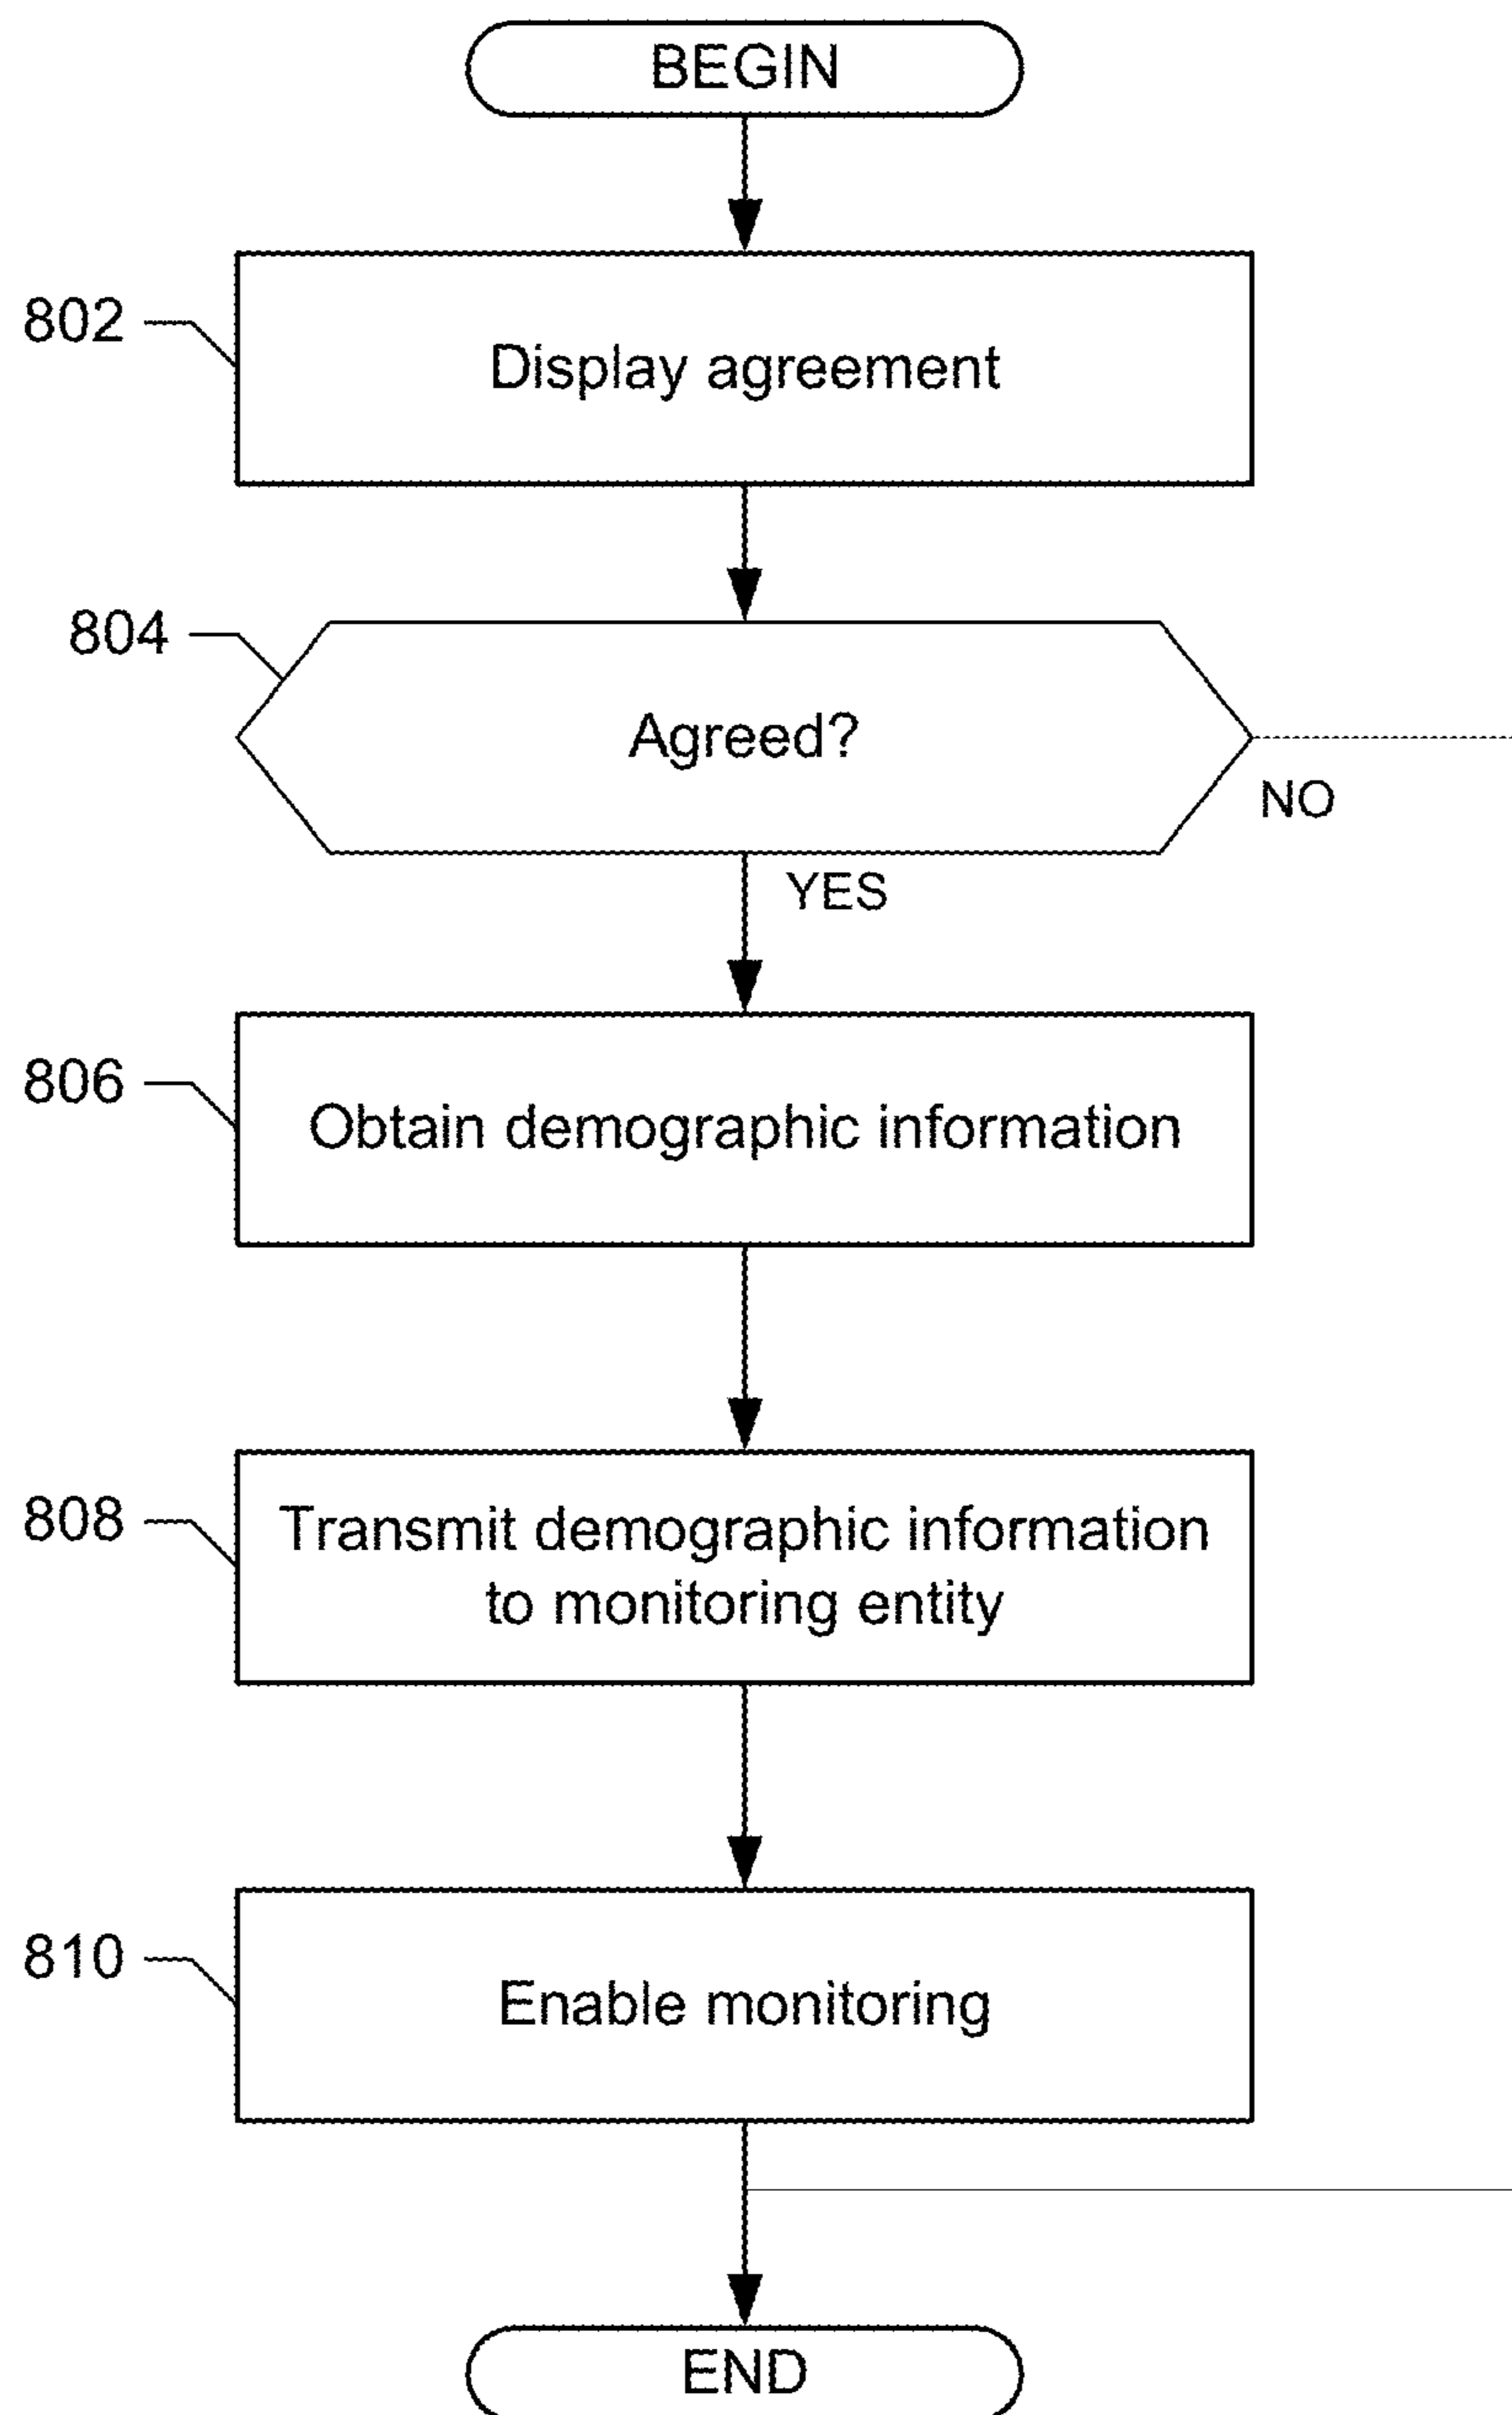 BEGIN
802
Display agreement
804
Agreed?
NO
YES
806
Obtain demographic information
808
Transmit demographic information
to monitoring entity
810
Enable monitoring
END